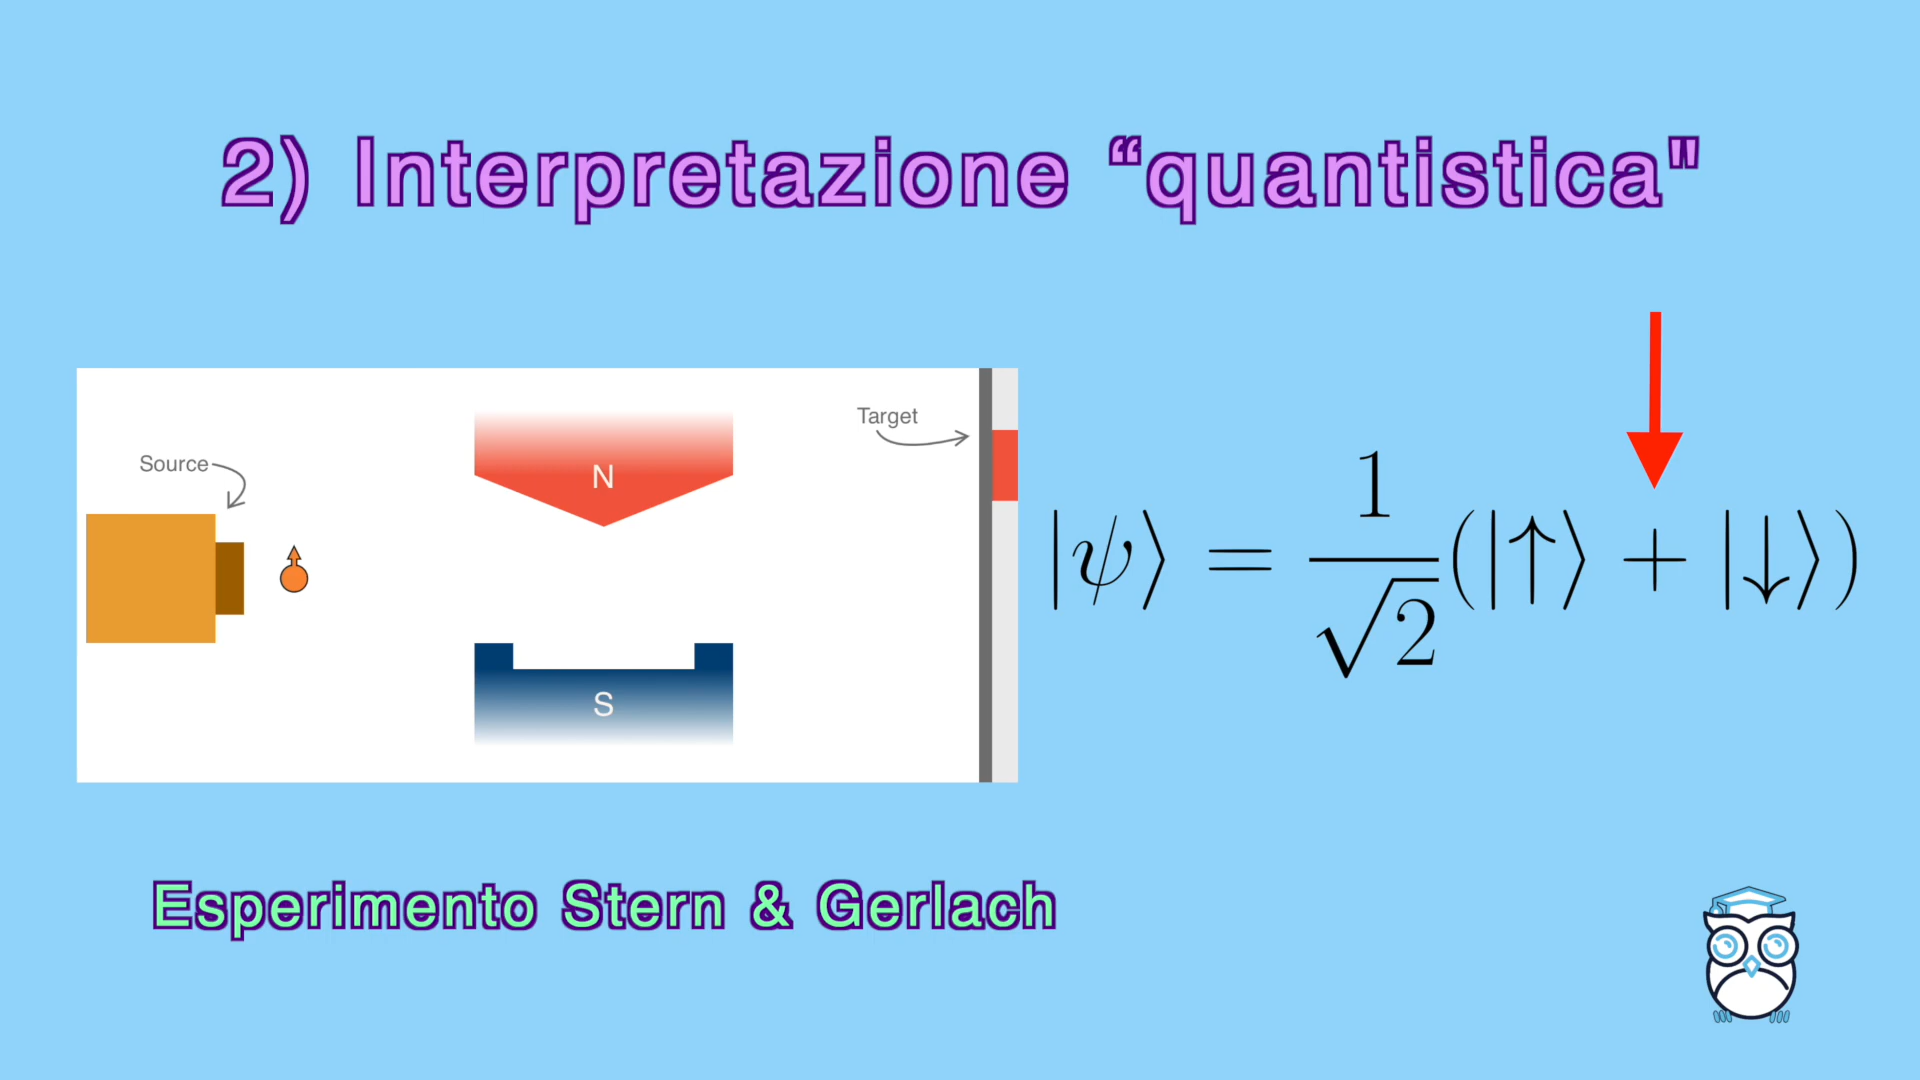 2) Interpretazione “quantistica"
Target
Source
N
S
|ψ⟩ = 1/√2 (|↑⟩ + |↓⟩)
Esperimento Stern & Gerlach